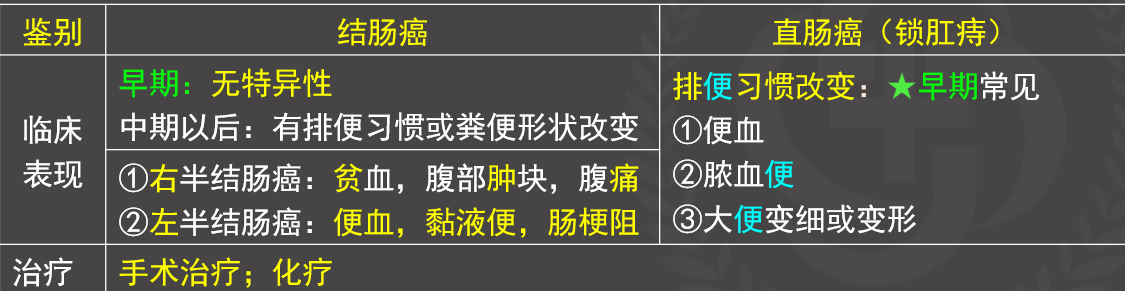 鉴别 结肠癌 直肠癌（锁肛痔）
临床表现
早期：无特异性
中期以后：有排便习惯或粪便形状改变
①右半结肠癌：贫血，腹部肿块，腹痛
②左半结肠癌：便血，黏液便，肠梗阻
排便习惯改变：★早期常见
①便血
②脓血便
③大便变细或变形
治疗 手术治疗；化疗